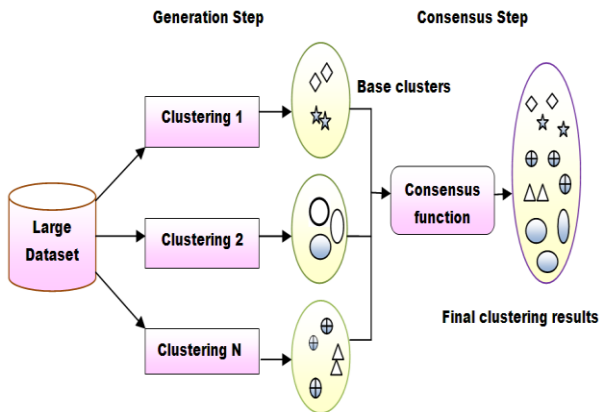 Generation Step
Consensus Step
Clustering 1
Base clusters
Large
Dataset
Clustering 2
Consensus
function
Clustering N
Final clustering results